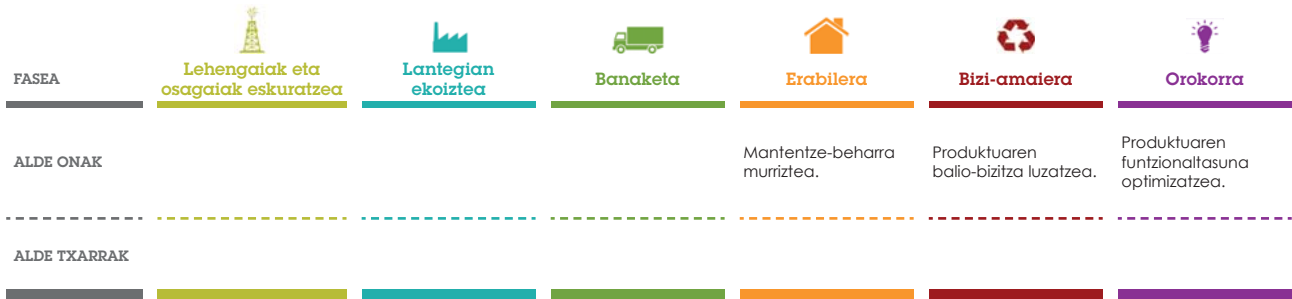 FASEA
Lehengaiak eta
osagaiak eskuratzea
Lantegian
ekoiztea
Banaketa
Erabilera
Bizi-amaiera
Orokorra
ALDE ONAK
Mantentze-beharra
murriztea.
Produktuaren
balio-bizitza luzatzea.
Produktuaren
funtzionaltasuna
optimizatzea.
ALDE TXARRAK